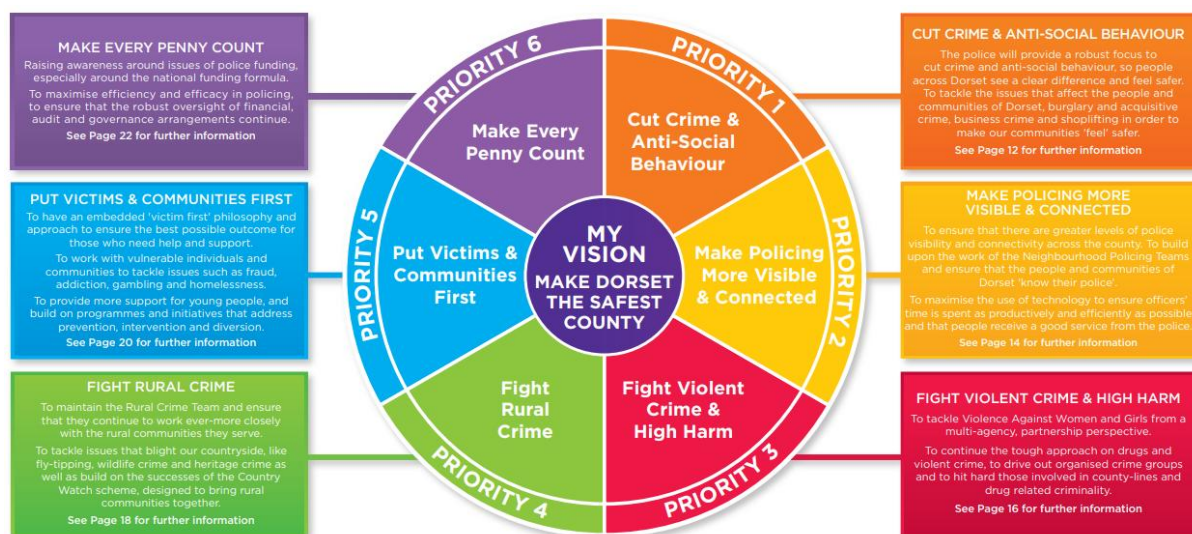 MAKE EVERY PENNY COUNT
Raising awareness around issues of police funding,
especially around the national funding formula.
To maximise efficiency and efficacy in policing,
to ensure that the robust oversight of financial,
audit and governance arrangements continue.
See Page 22 for further information
PUT VICTIMS & COMMUNITIES FIRST
To have an embedded 'victim first' philosophy and
approach to ensure the best possible outcome for
those who need help and support.
To work with vulnerable individuals and
communities to tackle issues such as fraud,
addiction, gambling and homelessness.
To provide more support for young people, and
build on programmes and initiatives that address
prevention, intervention and diversion.
See Page 20 for further information
FIGHT RURAL CRIME
To maintain the Rural Crime Team and ensure
that they continue to work ever-more closely
with the rural communities they serve.
To tackle issues that blight our countryside, like
fly-tipping, wildlife crime and heritage crime as
well as build on the successes of the Country
Watch scheme, designed to bring rural
communities together.
See Page 18 for further information
PRIORITY 6
Make Every
Penny Count
PRIORITY 1
Cut Crime &
Anti-Social
Behaviour
PRIORITY 5
Put Victims &
Communities
First
MY
VISION
MAKE DORSET
THE SAFEST
COUNTY
Make Policing
More Visible
& Connected
PRIORITY 2
Fight
Rural
Crime
PRIORITY 4
Fight Violent
Crime &
High Harm
PRIORITY 3
CUT CRIME & ANTI-SOCIAL BEHAVIOUR
The police will provide a robust focus to
cut crime and anti-social behaviour, so people
across Dorset see a clear difference and feel safer.
To tackle the issues that affect the people and
communities of Dorset, burglary and acquisitive
crime, business crime and shoplifting in order to
make our communities 'feel' safer.
See Page 12 for further information
MAKE POLICING MORE
VISIBLE & CONNECTED
To ensure that there are greater levels of police
visibility and connectivity across the county. To build
upon the work of the Neighbourhood Policing Teams
and ensure that the people and communities of
Dorset 'know their police'.
To maximise the use of technology to ensure officers'
time is spent as productively and efficiently as possible
and that people receive a good service from the police.
See Page 14 for further information
FIGHT VIOLENT CRIME & HIGH HARM
To tackle Violence Against Women and Girls from a
multi-agency, partnership perspective.
To continue the tough approach on drugs and
violent crime, to drive out organised crime groups
and to hit hard those involved in county-lines and
drug related criminality.
See Page 16 for further information